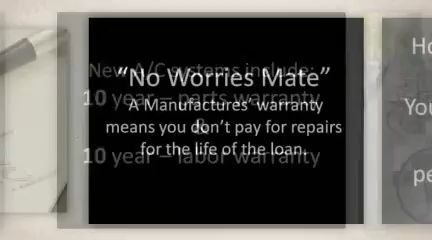 “No Worries Mate”
A Manufactures’ warranty
means you don’t pay for repairs
for the life of the loan.
New A/C systems include:
10 year – parts warranty
&
10 year – labor warranty
Ho
You
pe